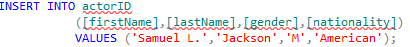 INSERT INTO actorID
([firstName],[lastName],[gender],[nationality])
VALUES ('Samuel L.','Jackson','M','American');